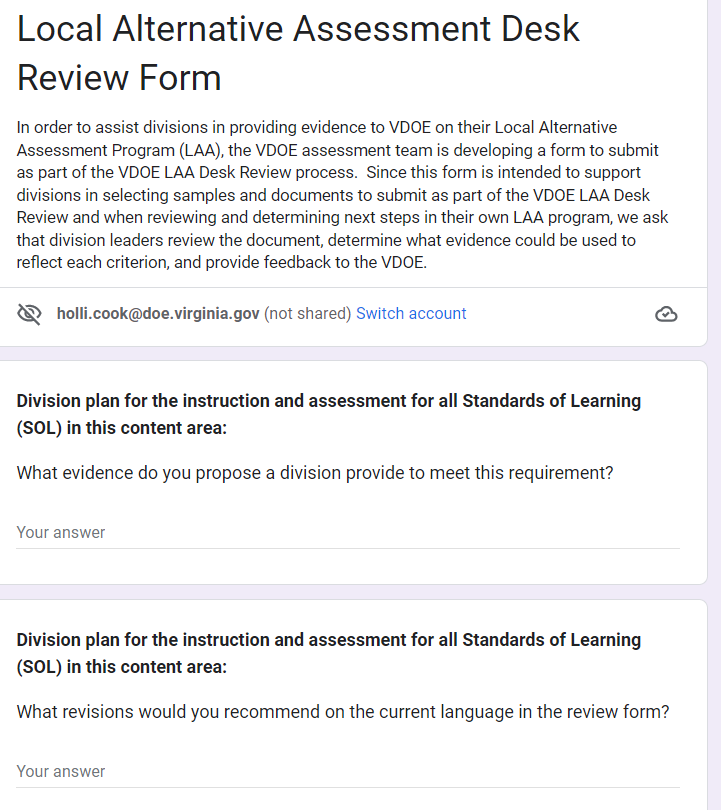 Local Alternative Assessment Desk
Review Form
In order to assist divisions in providing evidence to VDOE on their Local Alternative
Assessment Program (LAA), the VDOE assessment team is developing a form to submit
as part of the VDOE LAA Desk Review process.  Since this form is intended to support
divisions in selecting samples and documents to submit as part of the VDOE LAA Desk
Review and when reviewing and determining next steps in their own LAA program, we ask
that division leaders review the document, determine what evidence could be used to
reflect each criterion, and provide feedback to the VDOE.
holli.cook@doe.virginia.gov (not shared) Switch account
Division plan for the instruction and assessment for all Standards of Learning
(SOL) in this content area:
What evidence do you propose a division provide to meet this requirement?
Your answer
Division plan for the instruction and assessment for all Standards of Learning
(SOL) in this content area:
What revisions would you recommend on the current language in the review form?
Your answer